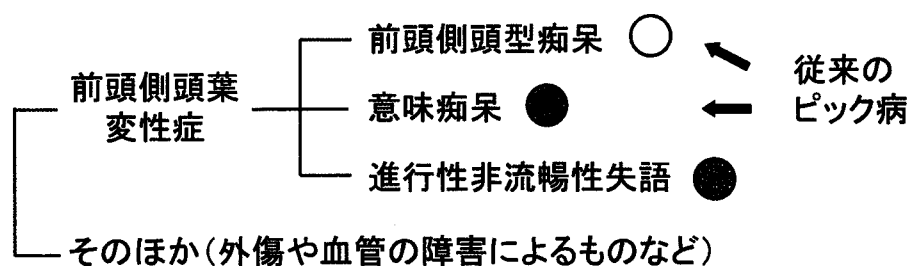 前頭側頭型痴呆
従来の
ピック病
前頭側頭葉
変性症
意味痴呆
進行性非流暢性失語
そのほか(外傷や血管の障害によるものなど)